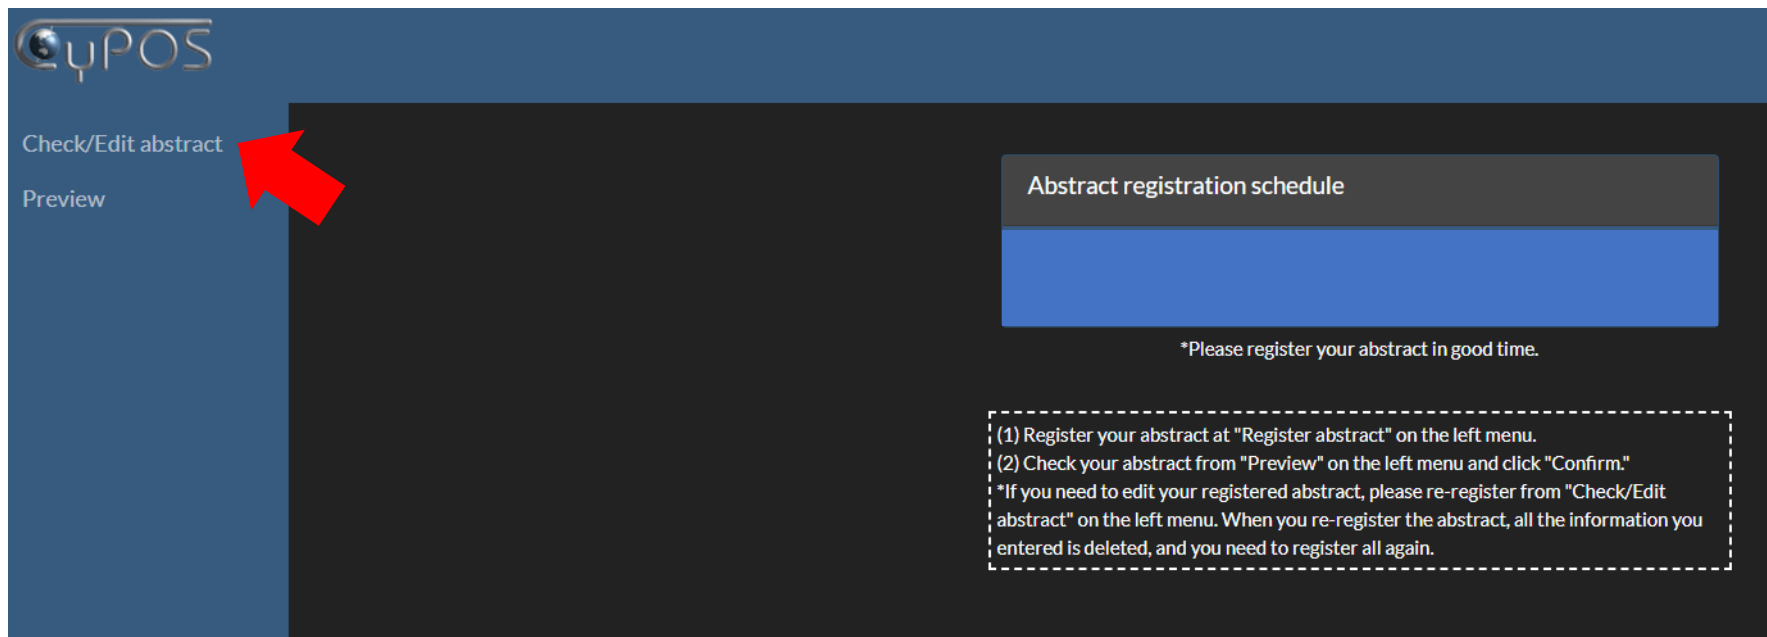 CyPOS
Check/Edit abstract
Preview
Abstract registration schedule
*Please register your abstract in good time.
(1) Register your abstract at "Register abstract" on the left menu.
(2) Check your abstract from "Preview" on the left menu and click "Confirm."
*If you need to edit your registered abstract, please re-register from "Check/Edit
abstract" on the left menu. When you re-register the abstract, all the information you
entered is deleted, and you need to register all again.